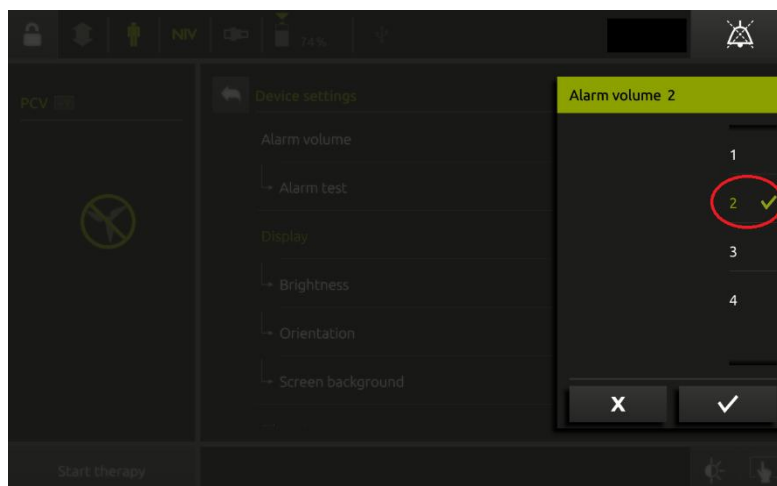 NIV
74%
PCV
Device settings
Alarm volume 2
Alarm volume
1
Alarm test
2
Display
3
Brightness
4
Orientation
Screen background
X
Start therapy